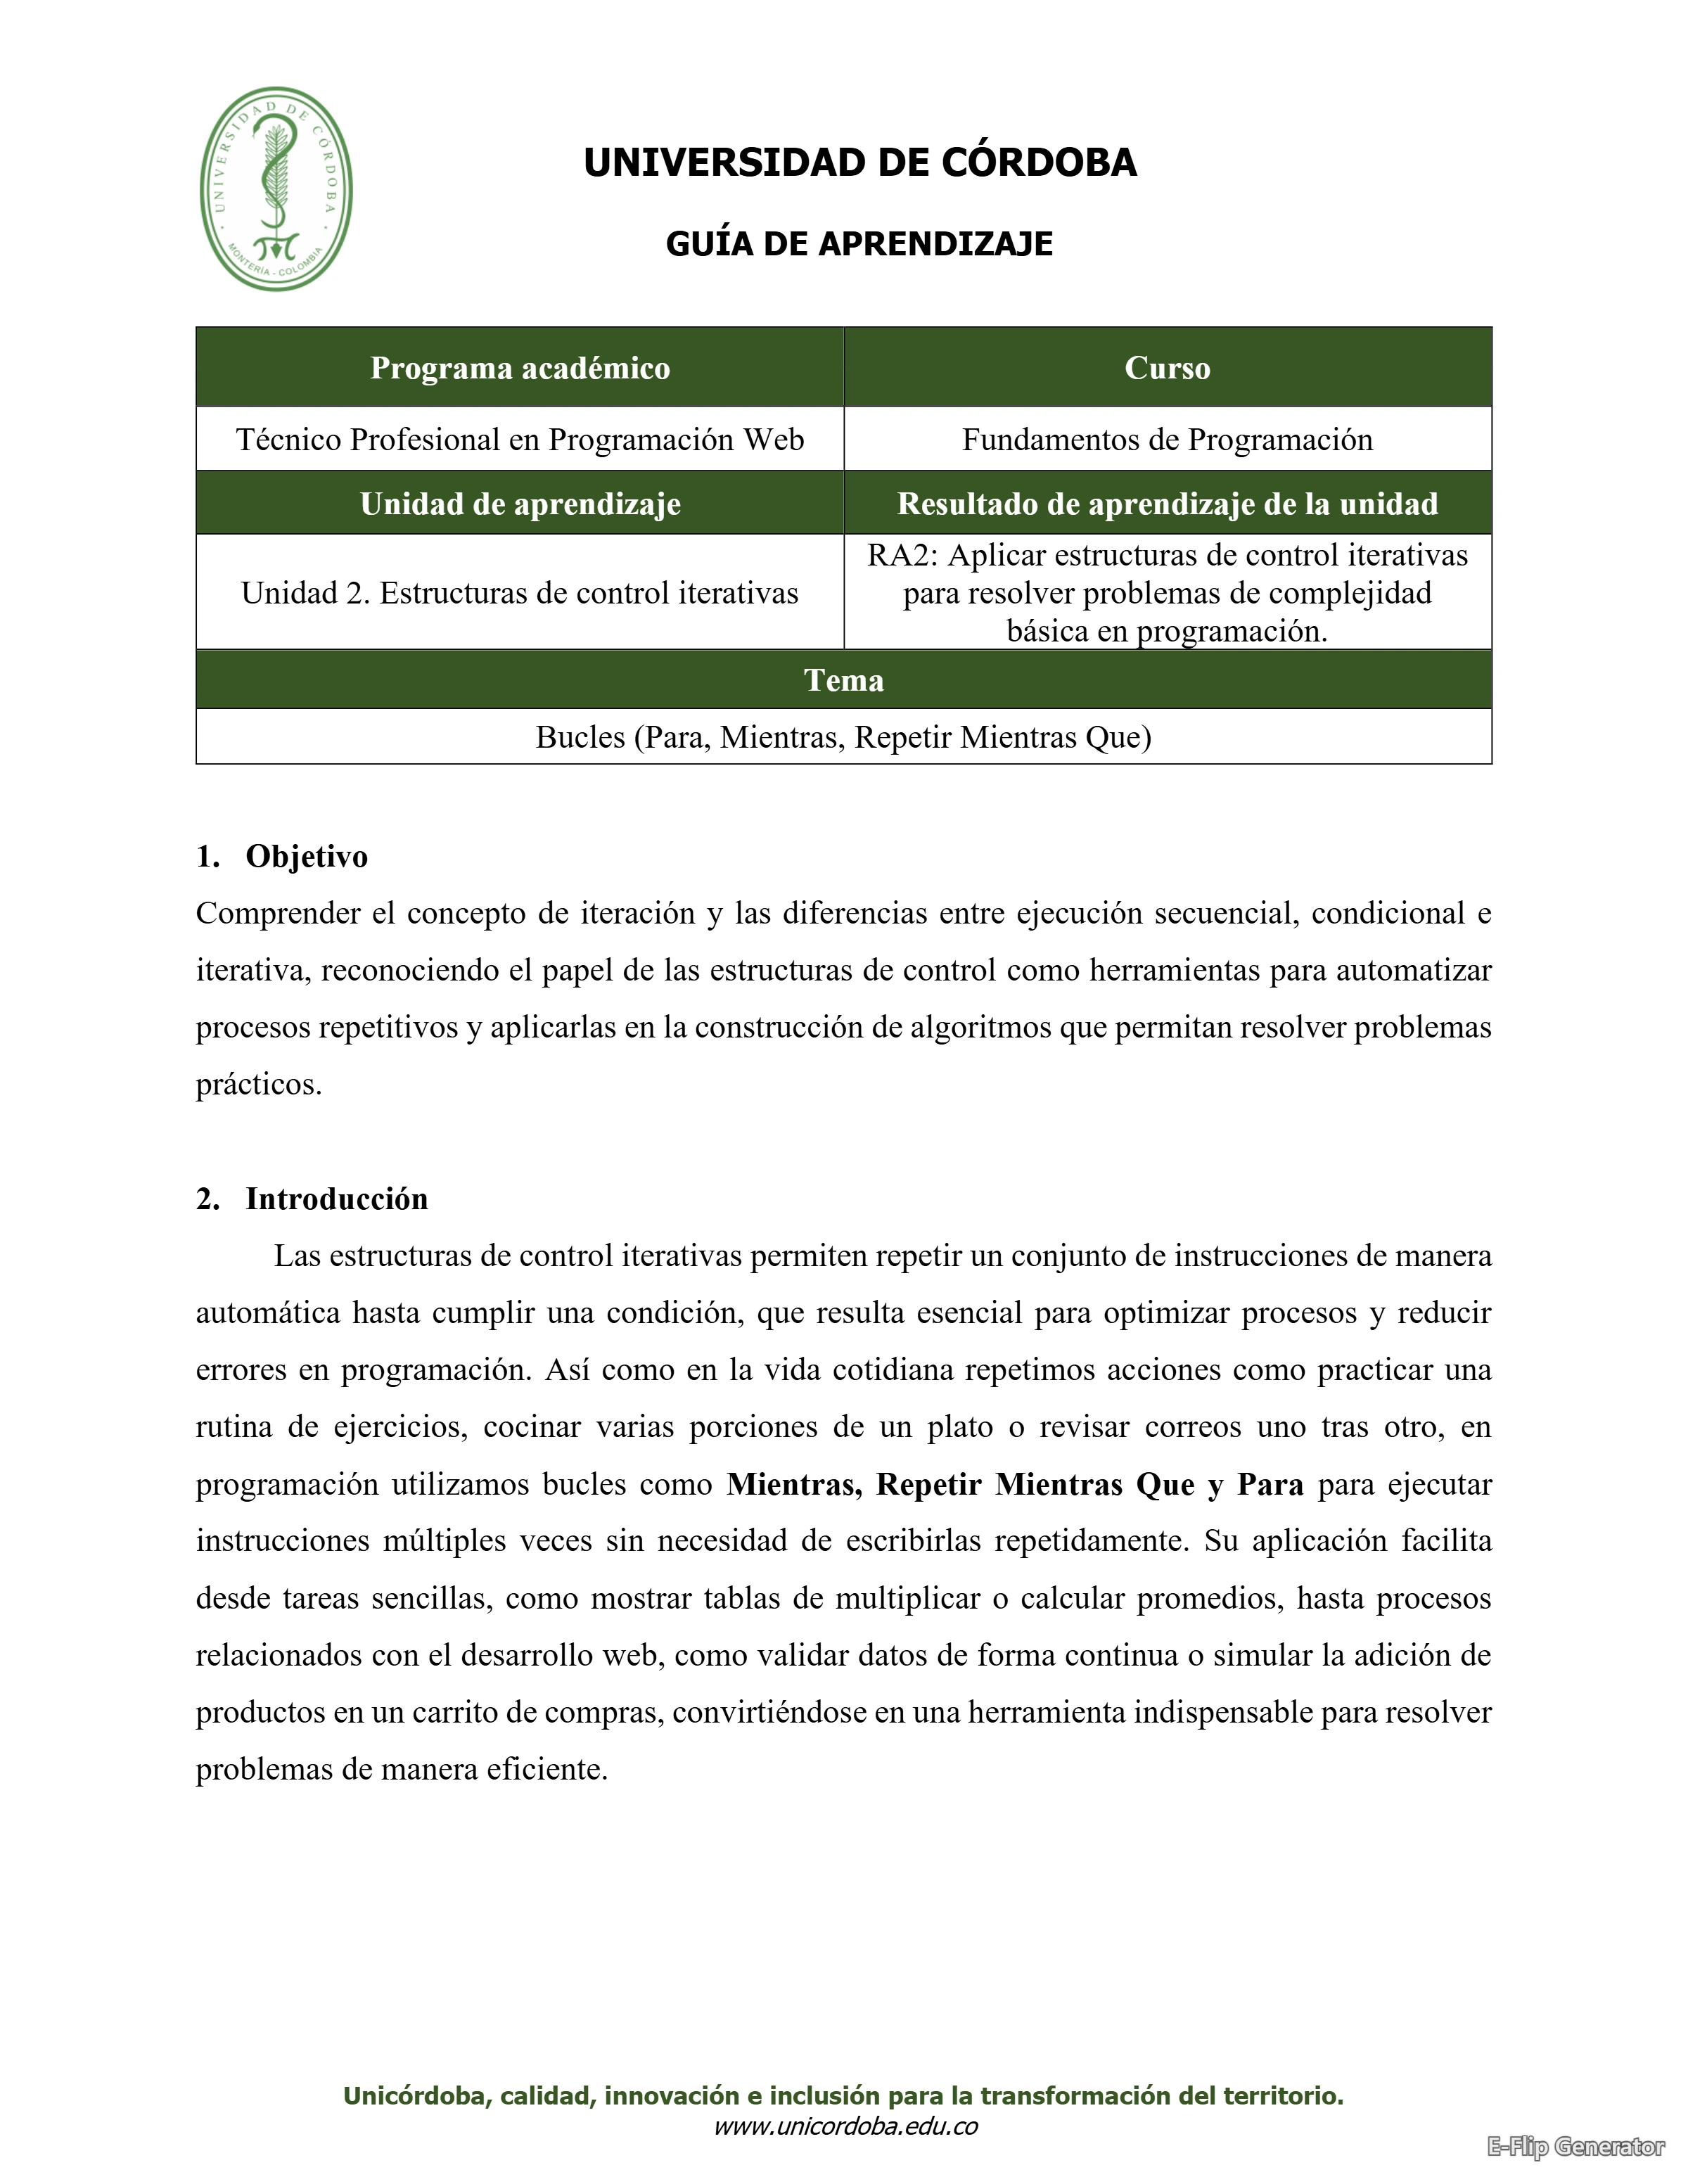 UNIVERSIDAD DE CÓRDOBA
MONTERÍA - COLOMBIA
UNIVERSIDAD DE CÓRDOBA
GUÍA DE APRENDIZAJE
Programa académico
Curso
Técnico Profesional en Programación Web
Fundamentos de Programación
Unidad de aprendizaje
Resultado de aprendizaje de la unidad
Unidad 2. Estructuras de control iterativas
RA2: Aplicar estructuras de control iterativas
para resolver problemas de complejidad
básica en programación.
Tema
Bucles (Para, Mientras, Repetir Mientras Que)
1. Objetivo
Comprender el concepto de iteración y las diferencias entre ejecución secuencial, condicional e
iterativa, reconociendo el papel de las estructuras de control como herramientas para automatizar
procesos repetitivos y aplicarlas en la construcción de algoritmos que permitan resolver problemas
prácticos.
2. Introducción
Las estructuras de control iterativas permiten repetir un conjunto de instrucciones de manera
automática hasta cumplir una condición, que resulta esencial para optimizar procesos y reducir
errores en programación. Así como en la vida cotidiana repetimos acciones como practicar una
rutina de ejercicios, cocinar varias porciones de un plato o revisar correos uno tras otro, en
programación utilizamos bucles como Mientras, Repetir Mientras Que y Para para ejecutar
instrucciones múltiples veces sin necesidad de escribirlas repetidamente. Su aplicación facilita
desde tareas sencillas, como mostrar tablas de multiplicar o calcular promedios, hasta procesos
relacionados con el desarrollo web, como validar datos de forma continua o simular la adición de
productos en un carrito de compras, convirtiéndose en una herramienta indispensable para resolver
problemas de manera eficiente.
Unicórdoba, calidad, innovación e inclusión para la transformación del territorio.
www.unicordoba.edu.co
E-Flip Generator